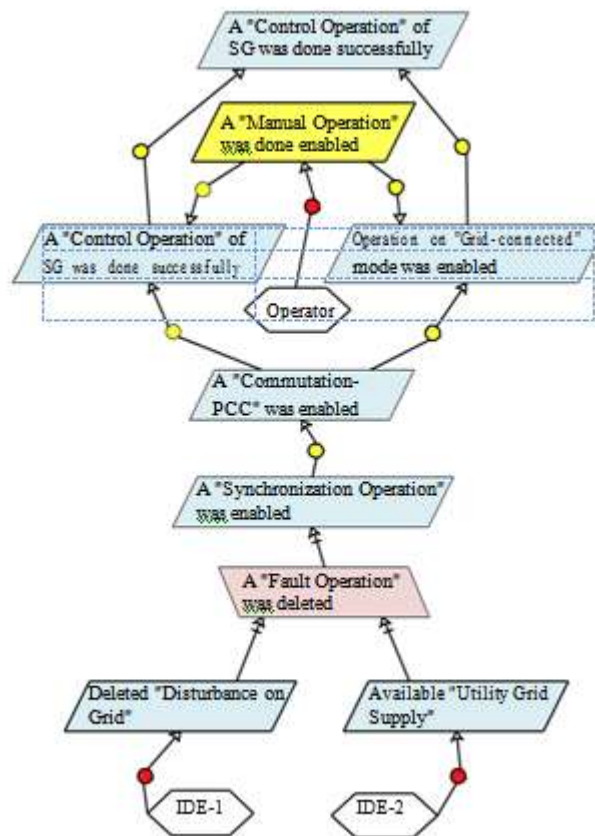 A "Control Operation" of
SG was done successfully
A "Manual Operation"
was done enabled
A "Control Operation" of
SG was done successfully
Operation on "Grid-connected"
mode was enabled
Operator
A "Commutation-
PCC" was enabled
A "Synchronization Operation"
was enabled
A "Fault Operation"
was deleted
Deleted "Disturbance on
Grid"
Available "Utility Grid
Supply"
IDE-1
IDE-2